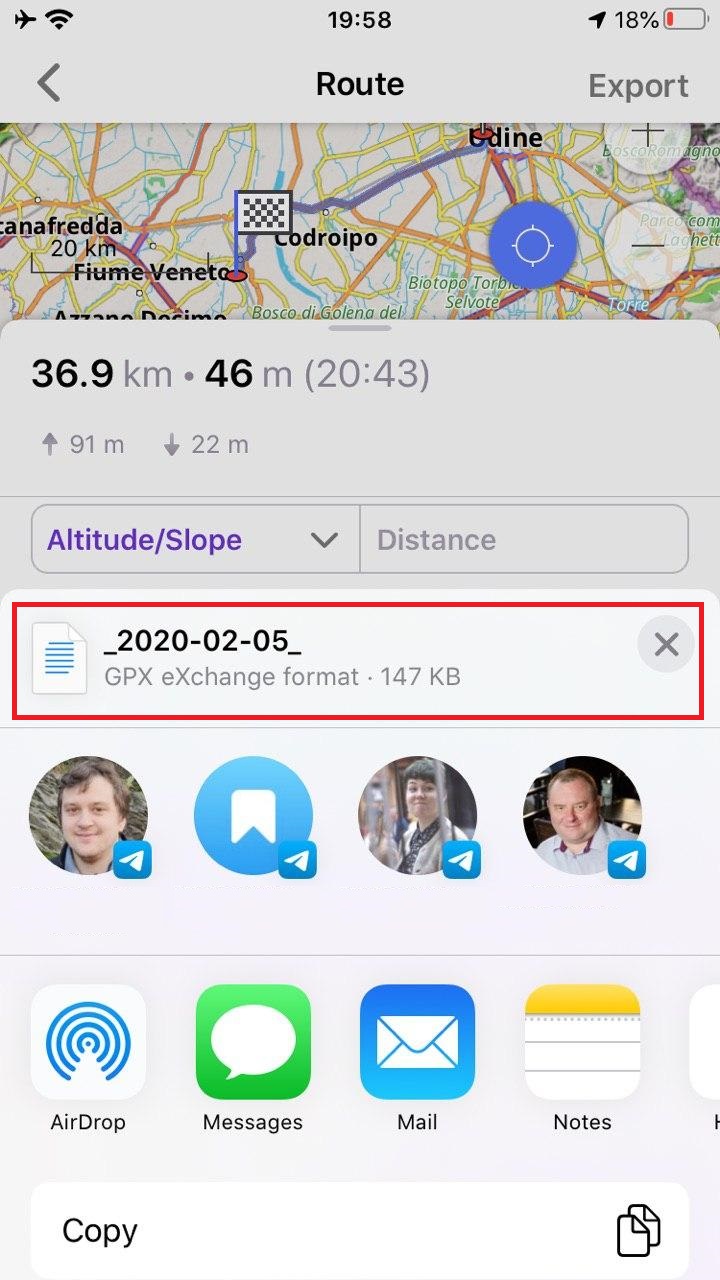 19:58
18%
Route
Export
Udine
BoscoRomagno
anafredda
20 km
Codroipo
Parco com
Laghett
Fiume Veneto
Biotopo Torbie
Selvote
Torre
Azzano Decimo
Bosco di Golena del
36.9 km • 46 m (20:43)
91 m
22 m
Altitude/Slope
Distance
_2020-02-05_
GPX eXchange format · 147 KB
AirDrop
Messages
Mail
Notes
H
Copy